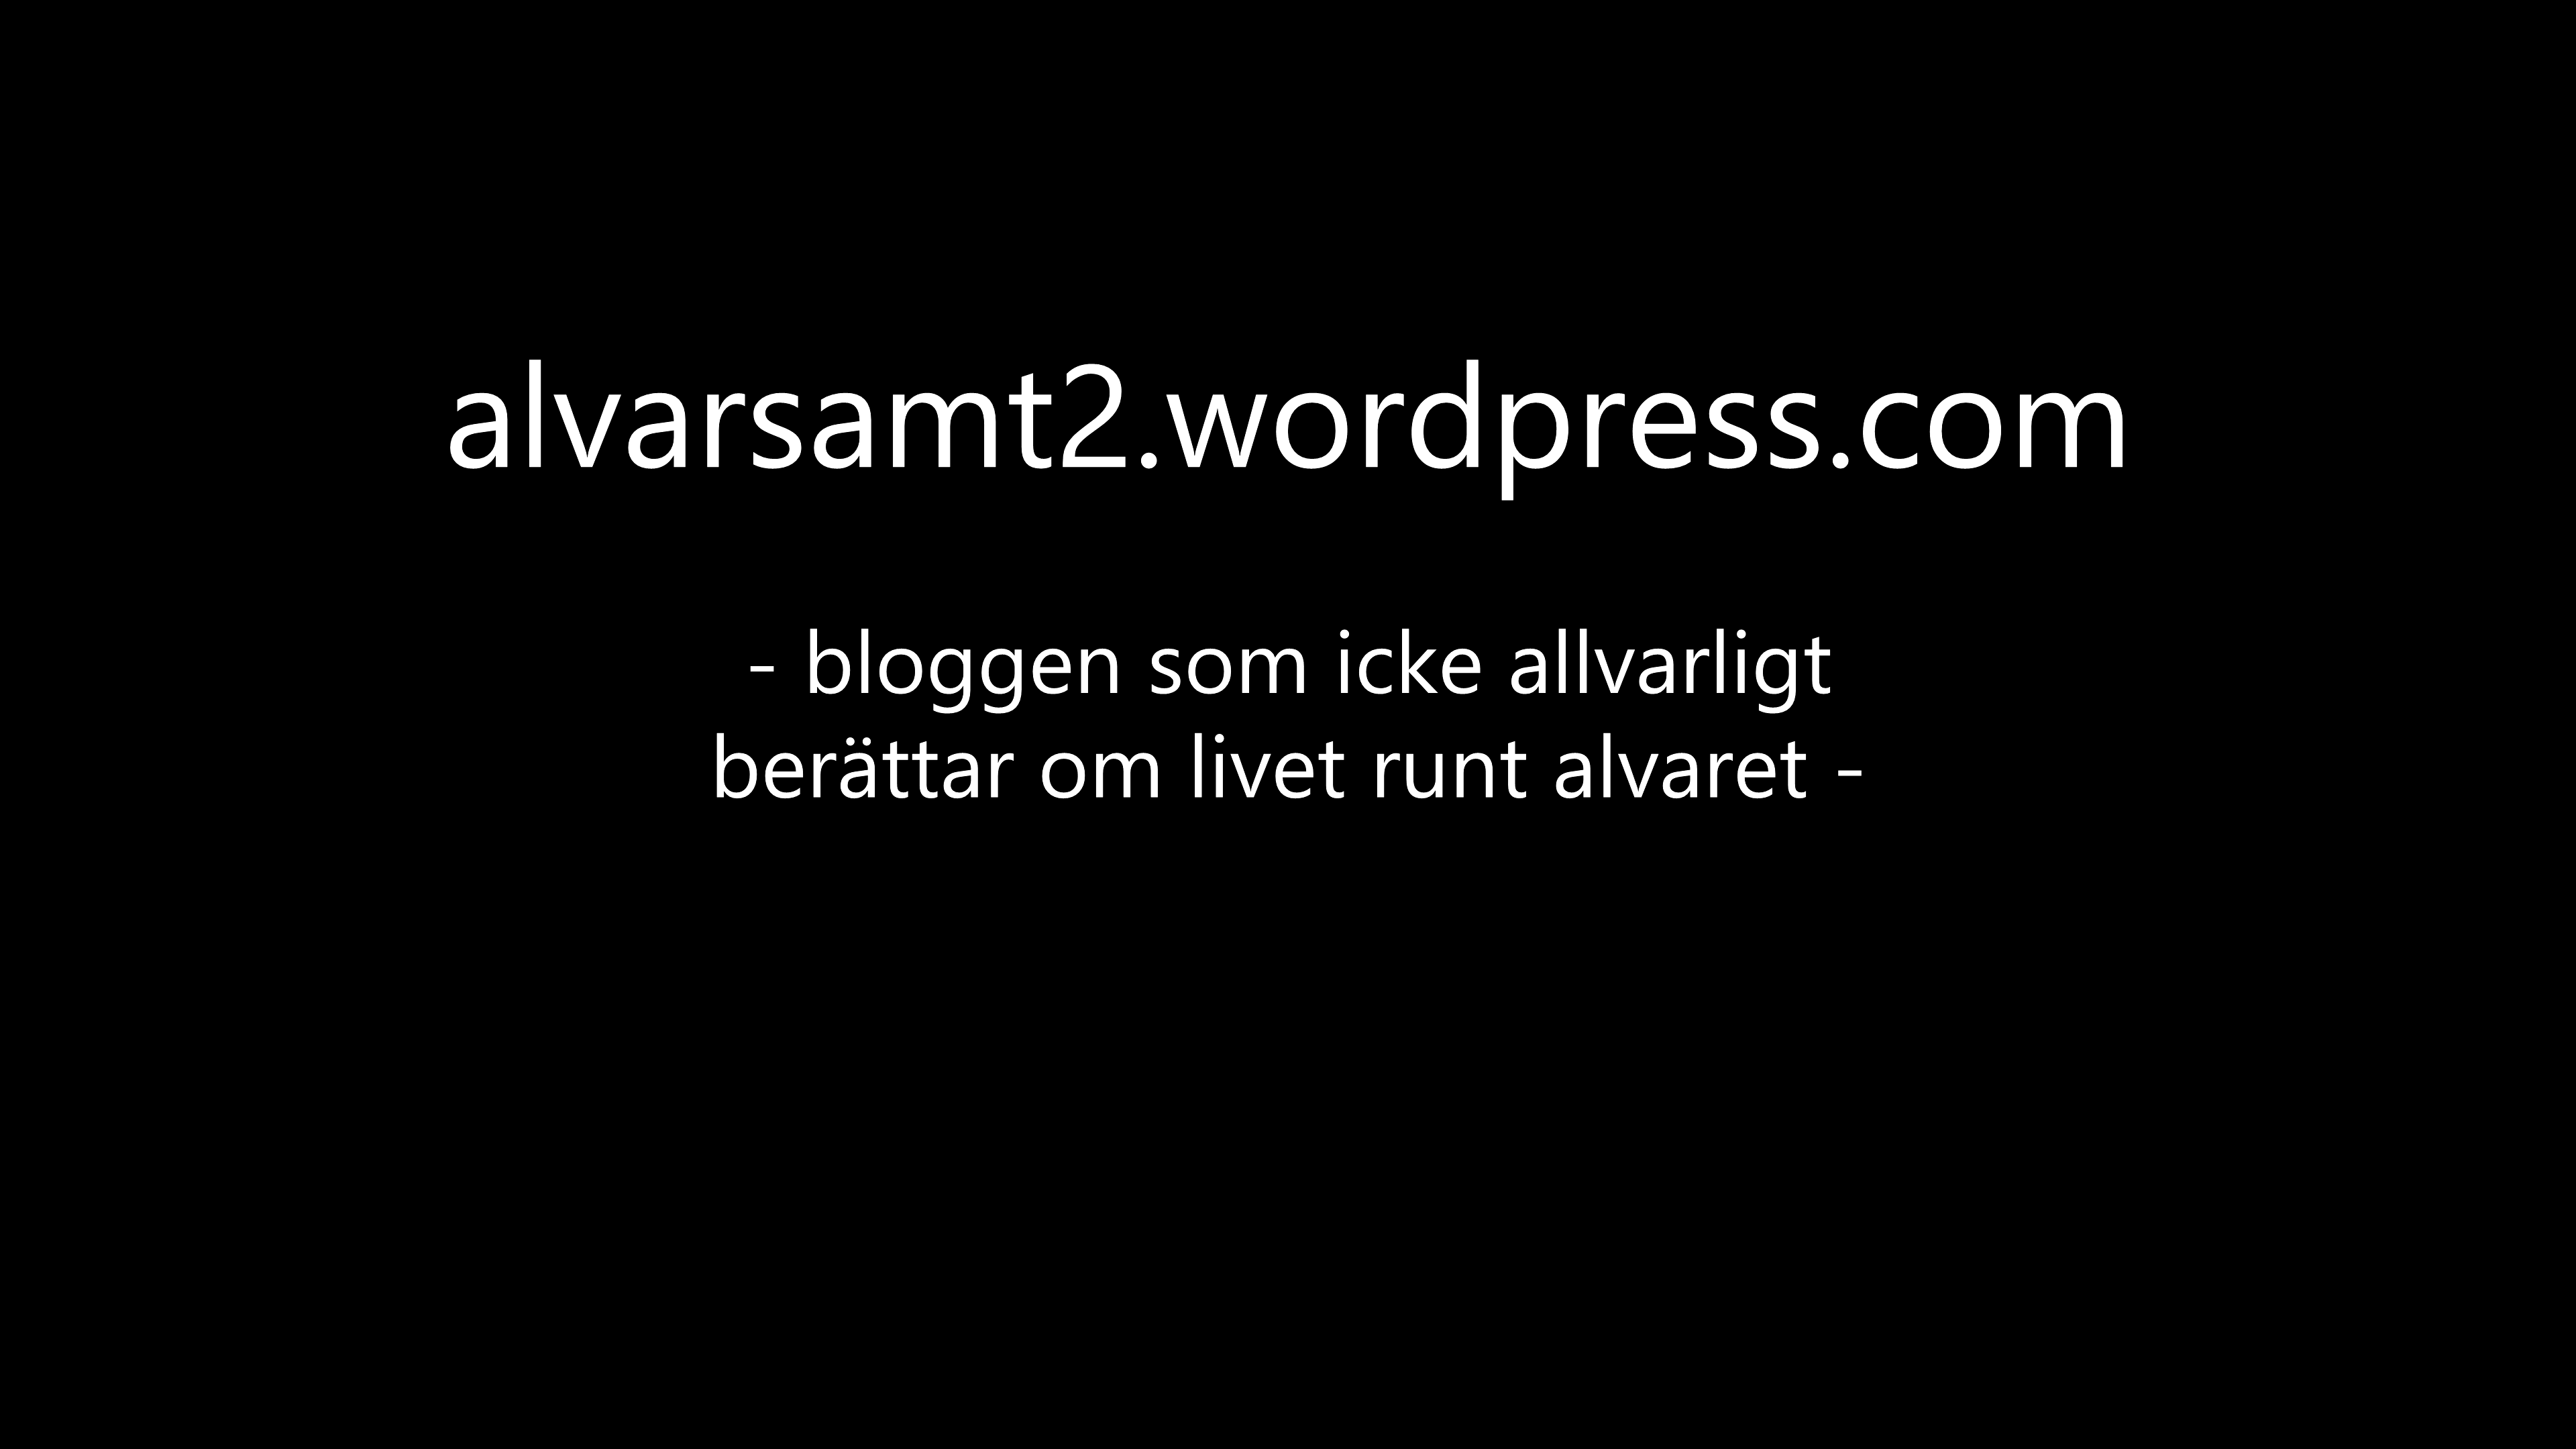 alvarsamt2.wordpress.com
- bloggen som icke allvarligt
berättar om livet runt alvaret -